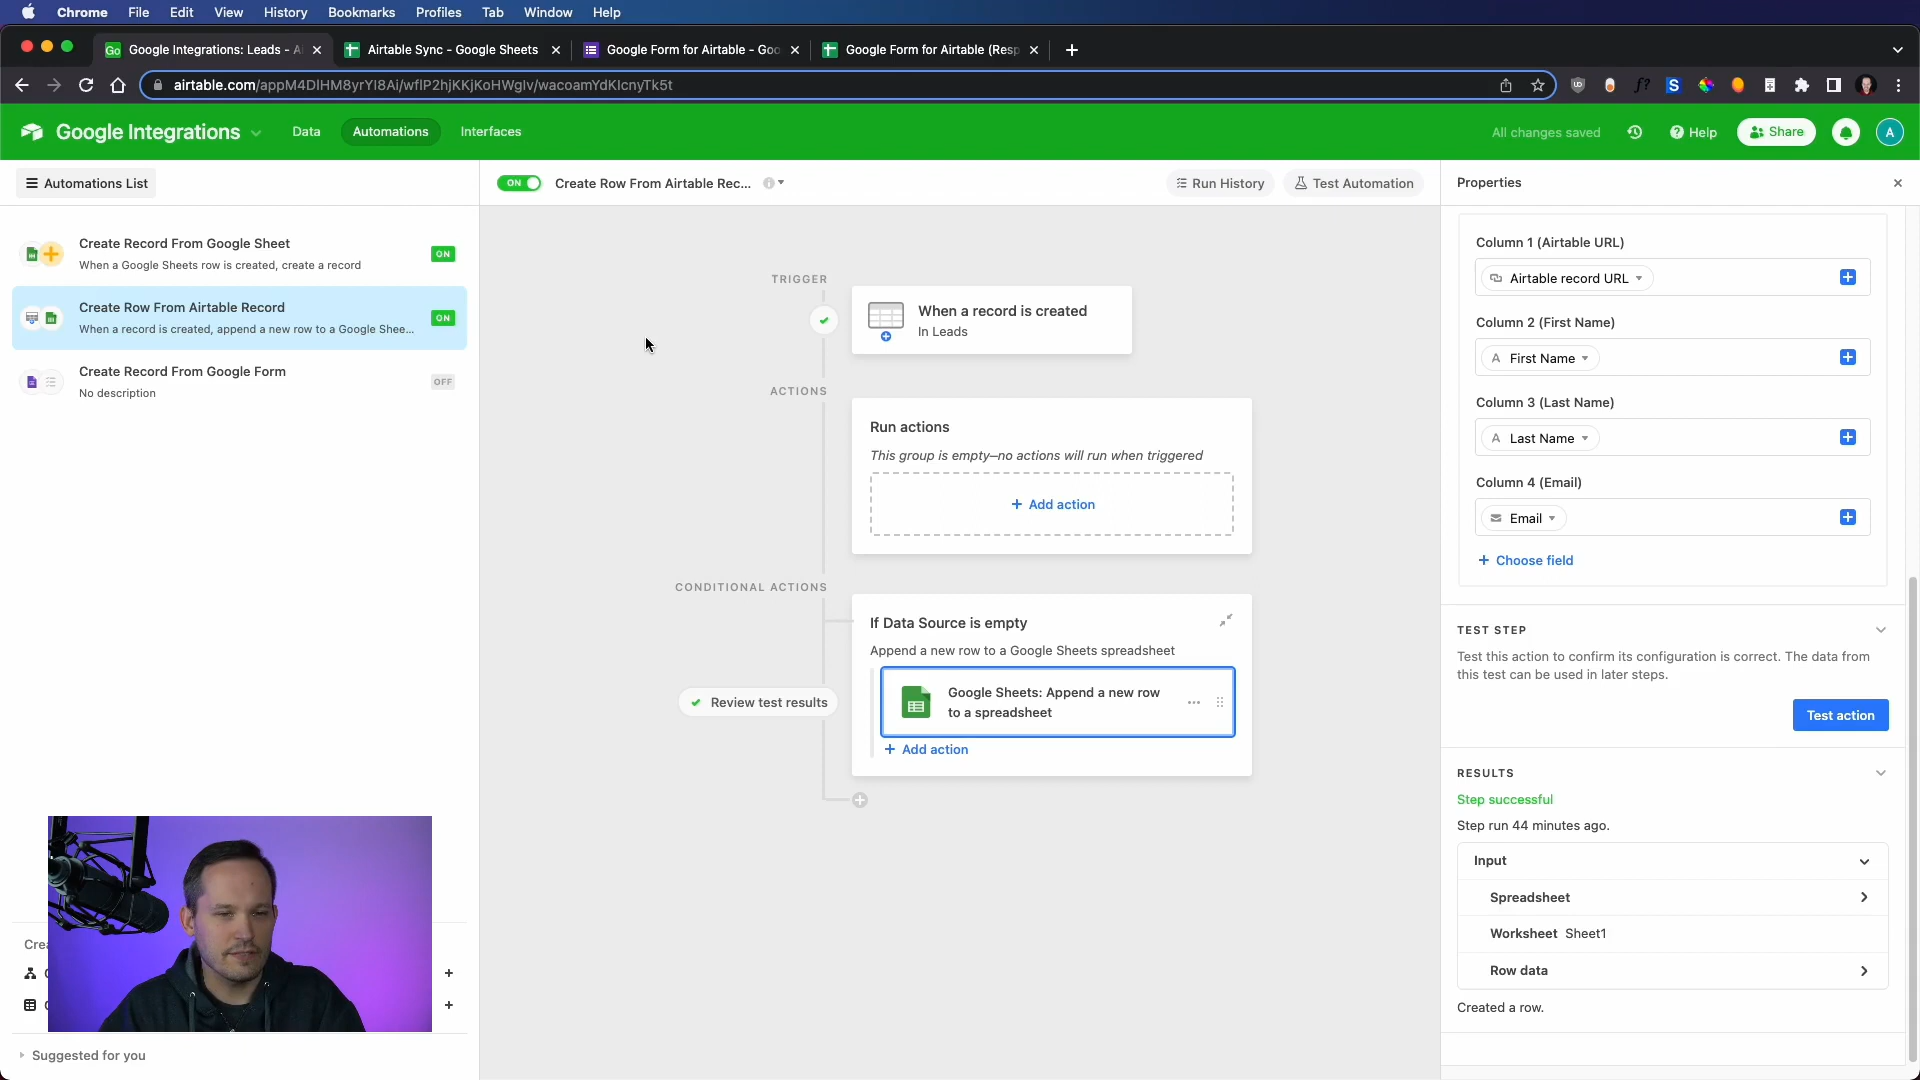 Chrome File Edit View History Bookmarks Profiles Tab Window Help
Go Google Integrations: Leads - Ai
Airtable Sync - Google Sheets
Google Form for Airtable - Goo
Google Form for Airtable (Resp
airtable.com/appM4DIHM8yrYI8Ai/wflP2hjKKjKoHWglv/wacoamYdKIcnyTk5t
Google Integrations
Data
Automations
Interfaces
All changes saved
Help
Share
A
Automations List
ON
Create Row From Airtable Rec...
Run History
Test Automation
Properties
Create Record From Google Sheet
When a Google Sheets row is created, create a record
ON
Create Row From Airtable Record
When a record is created, append a new row to a Google Shee...
ON
Create Record From Google Form
No description
OFF
Suggested for you
TRIGGER
When a record is created
In Leads
ACTIONS
Run actions
This group is empty—no actions will run when triggered
+ Add action
CONDITIONAL ACTIONS
If Data Source is empty
Append a new row to a Google Sheets spreadsheet
Review test results
Google Sheets: Append a new row
to a spreadsheet
+ Add action
Column 1 (Airtable URL)
Airtable record URL
Column 2 (First Name)
A First Name
Column 3 (Last Name)
A Last Name
Column 4 (Email)
Email
+ Choose field
TEST STEP
Test this action to confirm its configuration is correct. The data from
this test can be used in later steps.
Test action
RESULTS
Step successful
Step run 44 minutes ago.
Input
Spreadsheet
Worksheet Sheet1
Row data
Created a row.